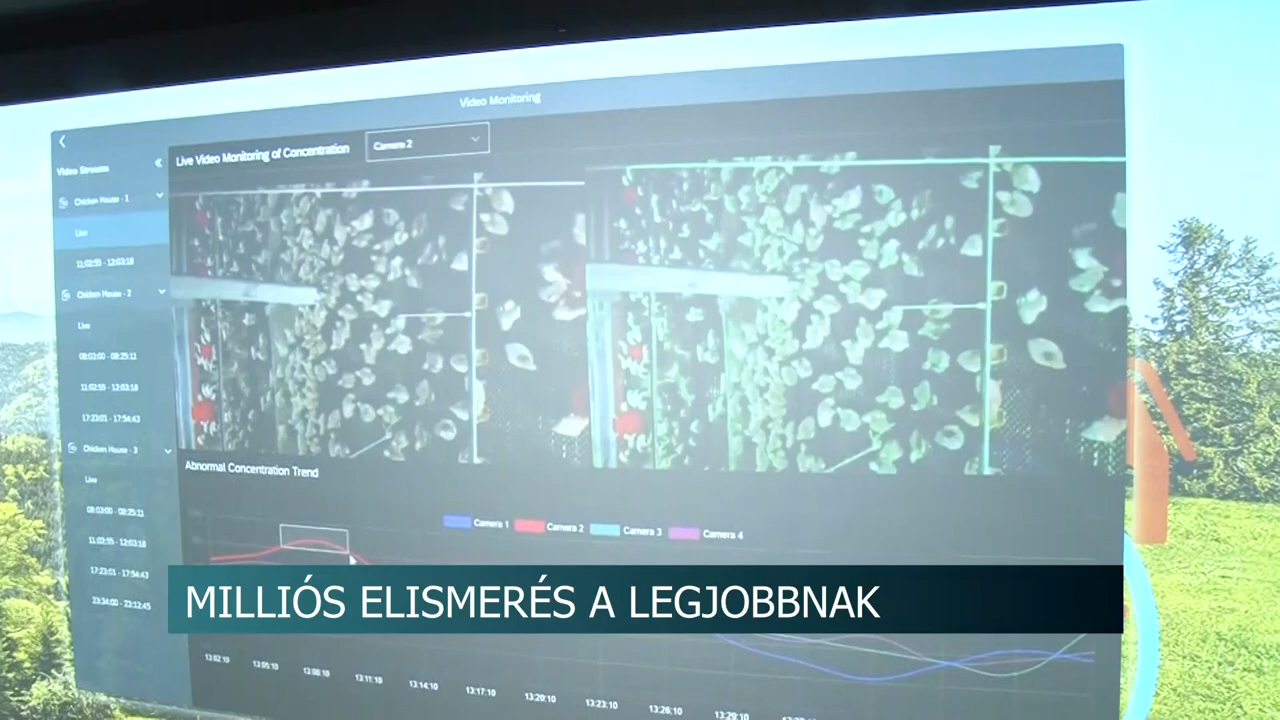 Video Monitoring
Video Streams
Live Video Monitoring of Concentration
Camera 2
Chicken House - 1
Live
11:02:55 - 12:03:18
Chicken House - 2
Live
08:03:00 - 08:25:11
11:02:55 - 12:03:18
17:23:01 - 17:54:43
Chicken House - 3
Live
08:03:00 - 08:25:11
11:02:55 - 12:03:18
17:23:01 - 17:54:43
23:34:00 - 23:12:45
Abnormal Concentration Trend
Camera 1
Camera 2
Camera 3
Camera 4
MILLIÓS ELISMERÉS A LEGJOBBNAK
13:02:10
13:05:10
13:08:10
13:11:10
13:14:10
13:17:10
13:20:10
13:23:10
13:26:10
13:29:10